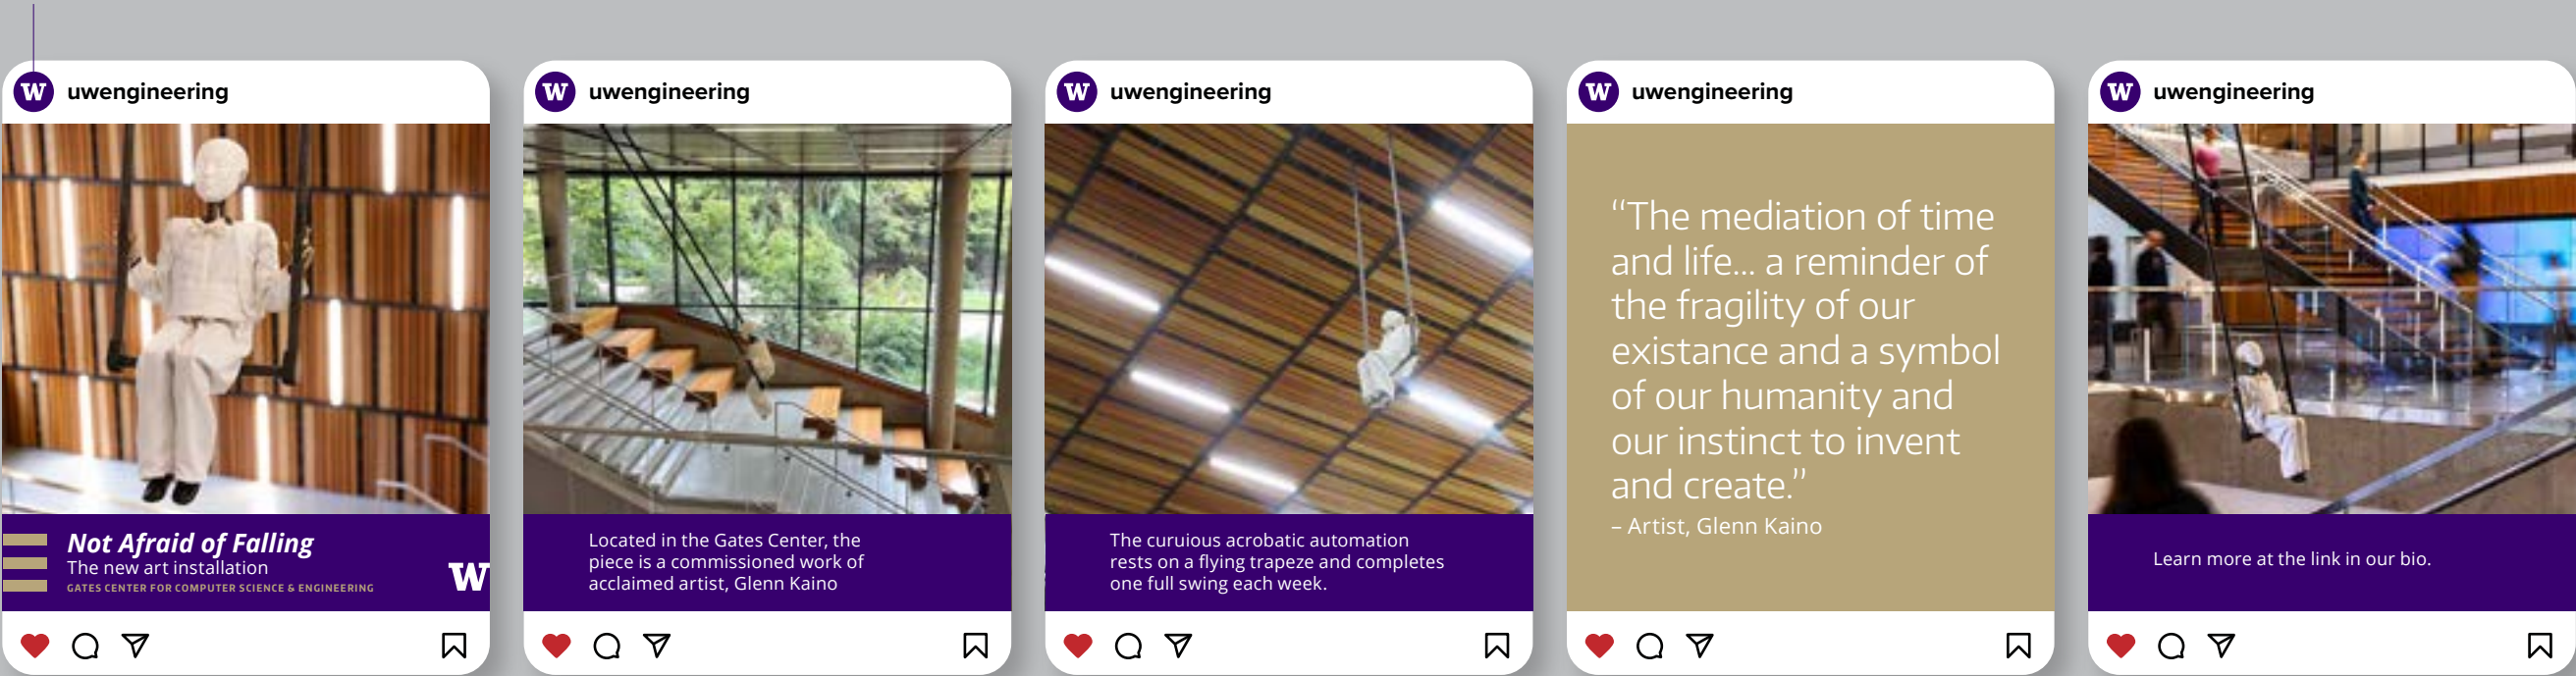 W uwengineering
Not Afraid of Falling
The new art installation
GATES CENTER FOR COMPUTER SCIENCE & ENGINEERING
W
W uwengineering
Located in the Gates Center, the
piece is a commissioned work of
acclaimed artist, Glenn Kaino
W uwengineering
The curuious acrobatic automation
rests on a flying trapeze and completes
one full swing each week.
W uwengineering
“The mediation of time
and life... a reminder of
the fragility of our
existance and a symbol
of our humanity and
our instinct to invent
and create.”
– Artist, Glenn Kaino
W uwengineering
Learn more at the link in our bio.